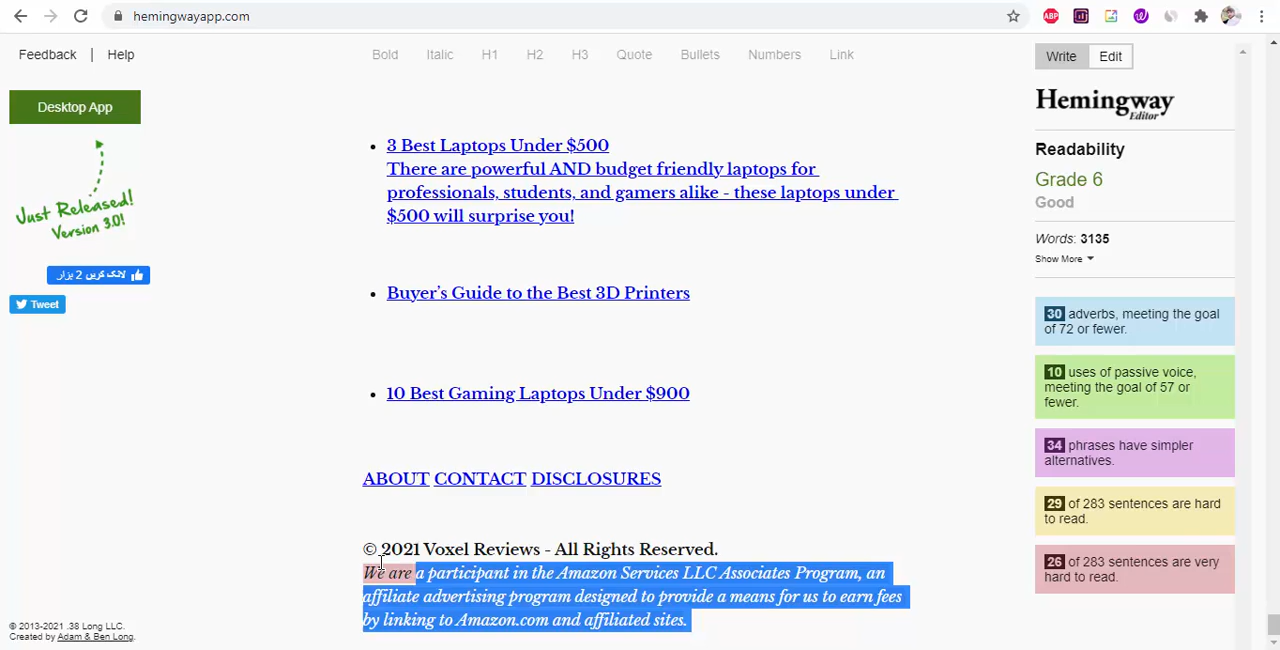 hemingwayapp.com
ABP
Feedback | Help
Bold Italic H1 H2 H3 Quote Bullets Numbers Link
Write Edit
Desktop App
Just Released!
Version 3.0!
لائک کریں 2 ہزار
Tweet
3 Best Laptops Under $500
There are powerful AND budget friendly laptops for
professionals, students, and gamers alike - these laptops under
$500 will surprise you!
Buyer's Guide to the Best 3D Printers
10 Best Gaming Laptops Under $900
ABOUT CONTACT DISCLOSURES
© 2021 Voxel Reviews - All Rights Reserved.
We are a participant in the Amazon Services LLC Associates Program, an
affiliate advertising program designed to provide a means for us to earn fees
by linking to Amazon.com and affiliated sites.
Hemingway
Editor
Readability
Grade 6
Good
Words: 3135
Show More
30 adverbs, meeting the goal
of 72 or fewer.
10 uses of passive voice,
meeting the goal of 57 or
fewer.
34 phrases have simpler
alternatives.
29 of 283 sentences are hard
to read.
26 of 283 sentences are very
hard to read.
© 2013-2021 .38 Long LLC.
Created by Adam & Ben Long.